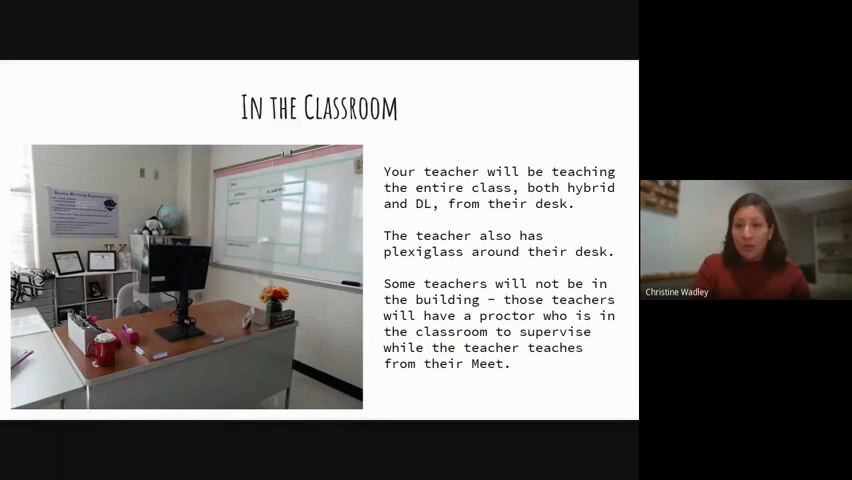 In the Classroom
Your teacher will be teaching
the entire class, both hybrid
and DL, from their desk.
The teacher also has
plexiglass around their desk.
Some teachers will not be in
the building - those teachers
will have a proctor who is in
the classroom to supervise
while the teacher teaches
from their Meet.
Christine Wadley